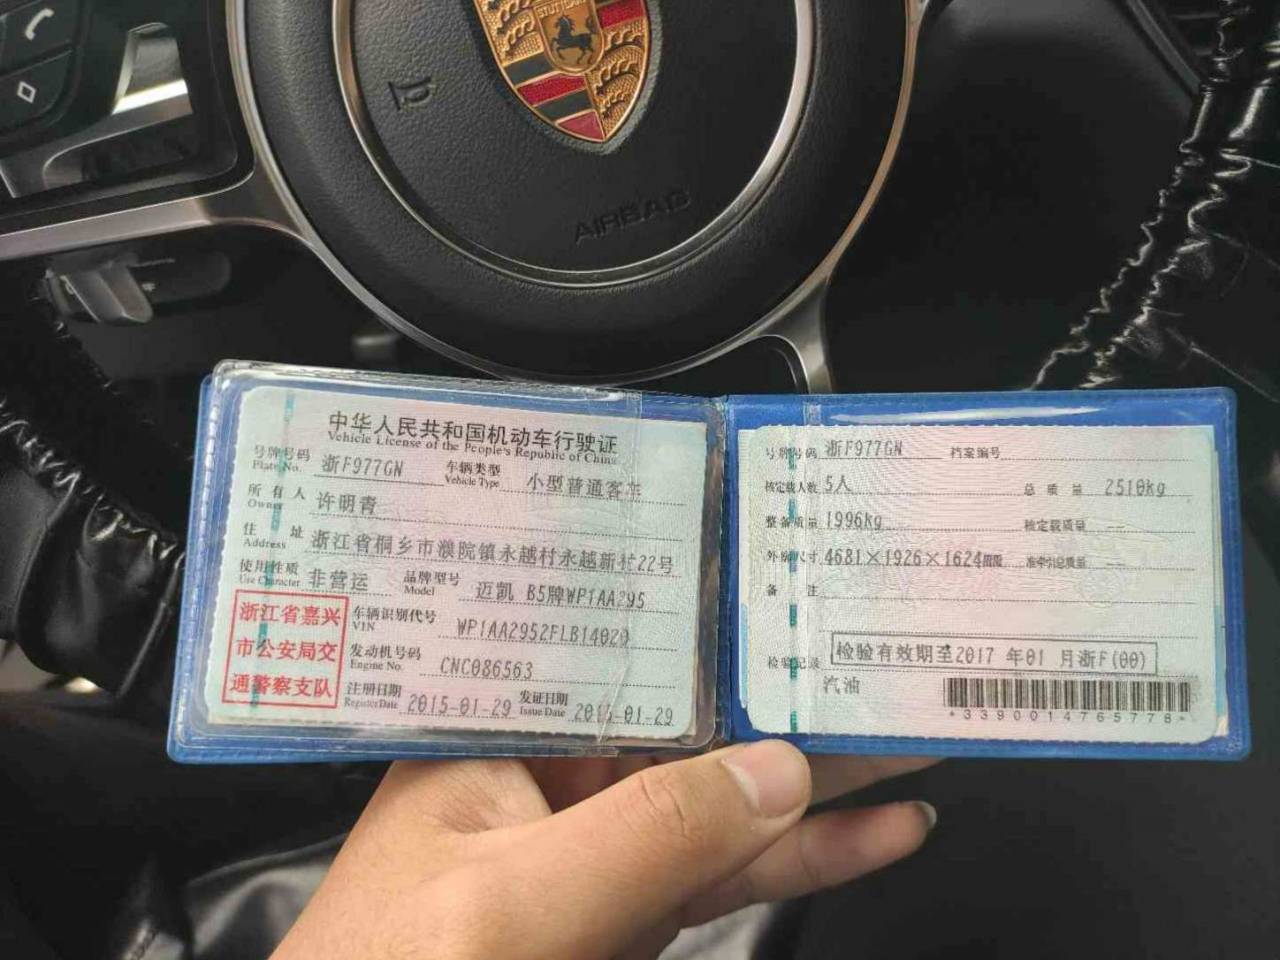 STUTTGART
AIRBAG
中华人民共和国机动车行驶证
Vehicle License of the People's Republic of China
号牌号码 浙F977GN 车辆类型 小型普通客车
Plate No. Vehicle Type
所有人 许明青
Owner
住址 浙江省桐乡市濮院镇永越村永越新村22号
Address
使用性质 非营运 品牌型号 迈凯 B5牌WP1AA295
Use Character Model
浙江省嘉兴
市公安局交
通警察支队
车辆识别代号 WP1AA2952FLB14020
VIN
发动机号码 CNC086563
Engine No.
注册日期 2015-01-29 发证日期 2015-01-29
Register Date Issue Date
号牌号码 浙F977GN 档案编号
核定载人数 5人 总质量 2510kg
整备质量 1996kg 核定载质量 --
外廓尺寸 4681×1926×1624 准牵引总质量 --
备注
检验记录 检验有效期至2017 年01 月浙F(00)
汽油
*3390014765778*